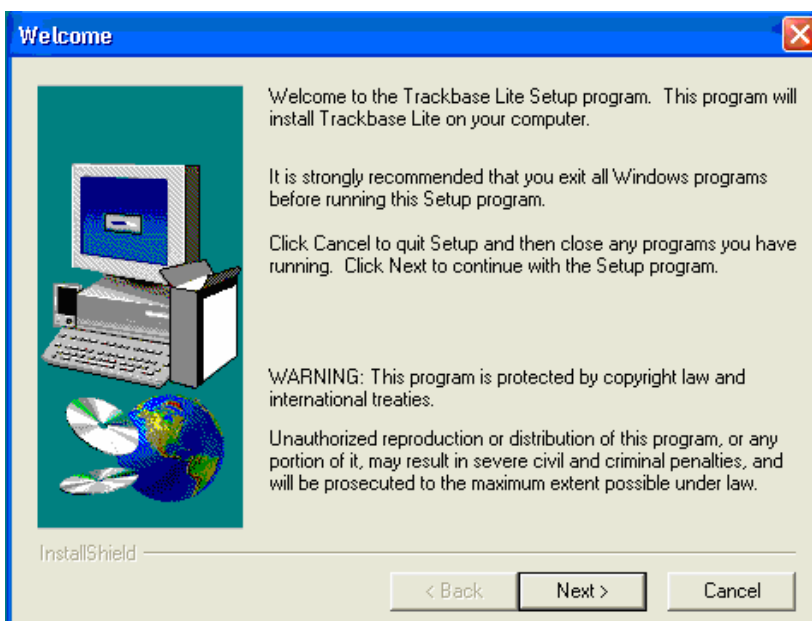 Welcome
Welcome to the Trackbase Lite Setup program.  This program will
install Trackbase Lite on your computer.
It is strongly recommended that you exit all Windows programs
before running this Setup program.
Click Cancel to quit Setup and then close any programs you have
running.  Click Next to continue with the Setup program.
WARNING: This program is protected by copyright law and
international treaties.
Unauthorized reproduction or distribution of this program, or any
portion of it, may result in severe civil and criminal penalties, and
will be prosecuted to the maximum extent possible under law.
InstallShield
< Back
Next >
Cancel